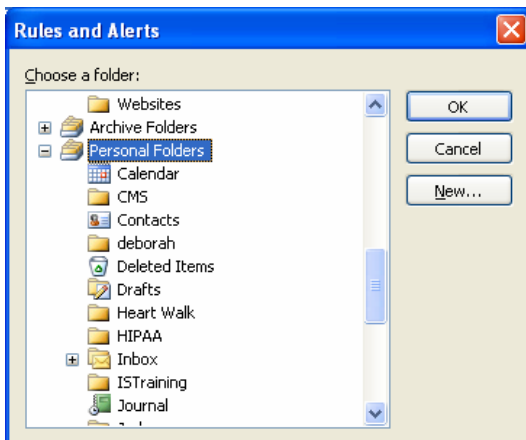 Rules and Alerts
Choose a folder:
Websites
Archive Folders
Personal Folders
Calendar
CMS
Contacts
deborah
Deleted Items
Drafts
Heart Walk
HIPAA
Inbox
ISTraining
Journal
OK
Cancel
New...